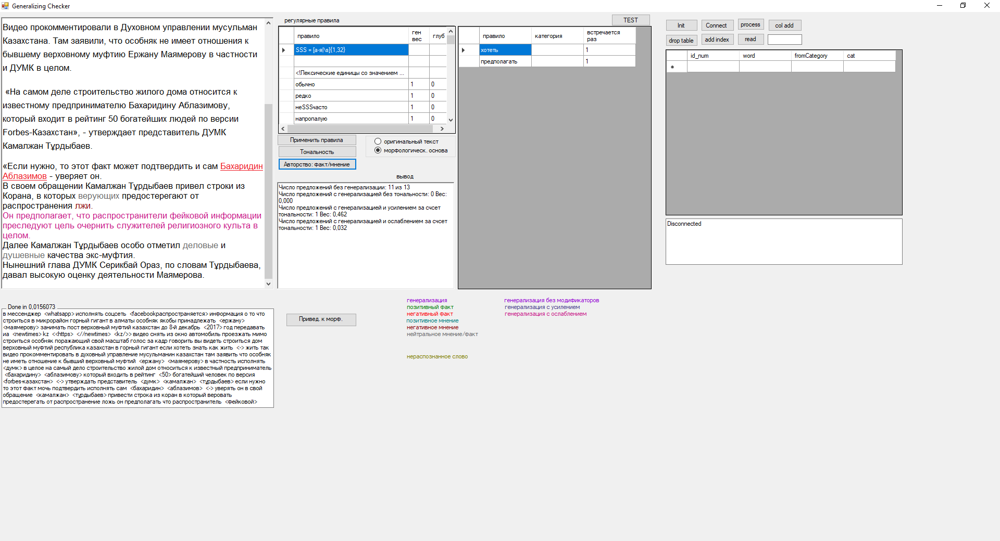 Generalizing Checker
Видео прокомментировали в Духовном управлении мусульман
Казахстана. Там заявили, что особняк не имеет отношения к
бывшему верховному муфтию Ержану Маямерову в частности
и ДУМК в целом.
«На самом деле строительство жилого дома относится к
известному предпринимателю Бахаридину Аблазимову,
который входит в рейтинг 50 богатейших людей по версии
Forbes-Казахстан», - утверждает представитель ДУМК
Камалжан Тұрдыбаев.
«Если нужно, то этот факт может подтвердить и сам Бахаридин
Аблазимов - уверяет он.
В своем обращении Камалжан Тұрдыбаев привел строки из
Корана, в которых верующих предостерегают от
распространения лжи.
Он предполагает, что распространители фейковой информации
преследуют цель очернить служителей религиозного культа в
целом.
Далее Камалжан Тұрдыбаев особо отметил деловые и
душевные качества экс-муфтия.
Нынешний глава ДУМК Серикбай Ораз, по словам Тұрдыбаева,
давал высокую оценку деятельности Маямерова.
Done in 0,0156073
в мессенджер <whatsapp> исполнять соцсеть <facebookраспространяется> информация о то что
строиться в микрорайон горный гигант в алматы особняк якобы принадлежать <ержану>
<маямерову> занимать пост верховный муфтий казахстан до 8-й декабрь <2017> год передавать
иа <newtimes> kz <<https> <//newtimes> <kz/>> видео снять из окно автомобиль проезжать мимо
строиться особняк поражающий свой масштаб голос за кадр говорить вы видеть строиться дом
верховный муфтий республика казахстан в горный гигант если хотеть знать как жить <-> жить так
видео прокомментировать в духовный управление мусульманин казахстан там заявить что особняк
не иметь отношение к бывший верховный муфтий <ержану> <маямерову> в частность исполнять
<думк> в целое на самый дело строительство жилой дом относиться к известный предприниматель
<бахаридину> <аблазимову> который входить в рейтинг <50> богатейший человек по версия
<forbes-казахстан> <-> утверждать представитель <думк> <камалжан> <тұрдыбаев> если нужно
то этот факт мочь подтвердить исполнять сам <бахаридин> <аблазимов> <-> уверять он в свой
обращение <камалжан> <тұрдыбаев> привести строка из коран в который веровать
предостерегать от распространение ложь он предполагать что распространитель <фейковой>
регулярные правила
правило ген вес глуб
SSS = [а-я|\s]{1,32}
<!Лексические единицы со значением ...
обычно 1 0
редко 1 0
неSSSчасто 1 0
напропалую 1 0
Применить правила
Тональность
Авторство: факт/мнение
оригинальный текст
морфологическ. основа
вывод
Число предложений без генерализации: 11 из 13
Число предложений с генерализацией без тональности: 0 Вес:
0,000
Число предложений с генерализацией и усилением за счсет
тональности: 1 Вес: 0,462
Число предложений с генерализацией и ослаблением за счсет
тональности: 1 Вес: 0,032
Привед. к морф.
TEST
правило категория встречается раз
хотеть 1
предполагать 1
генерализация
позитивный факт
негативный факт
позитивное мнение
негативное мнение
нейтральное мнение/факт
нераспознанное слово
генерализация без модификаторов
генерализация с усилением
генерализация с ослаблением
Init Connect process col add
drop table add index read
id_num word fromCategory cat
Disconnected